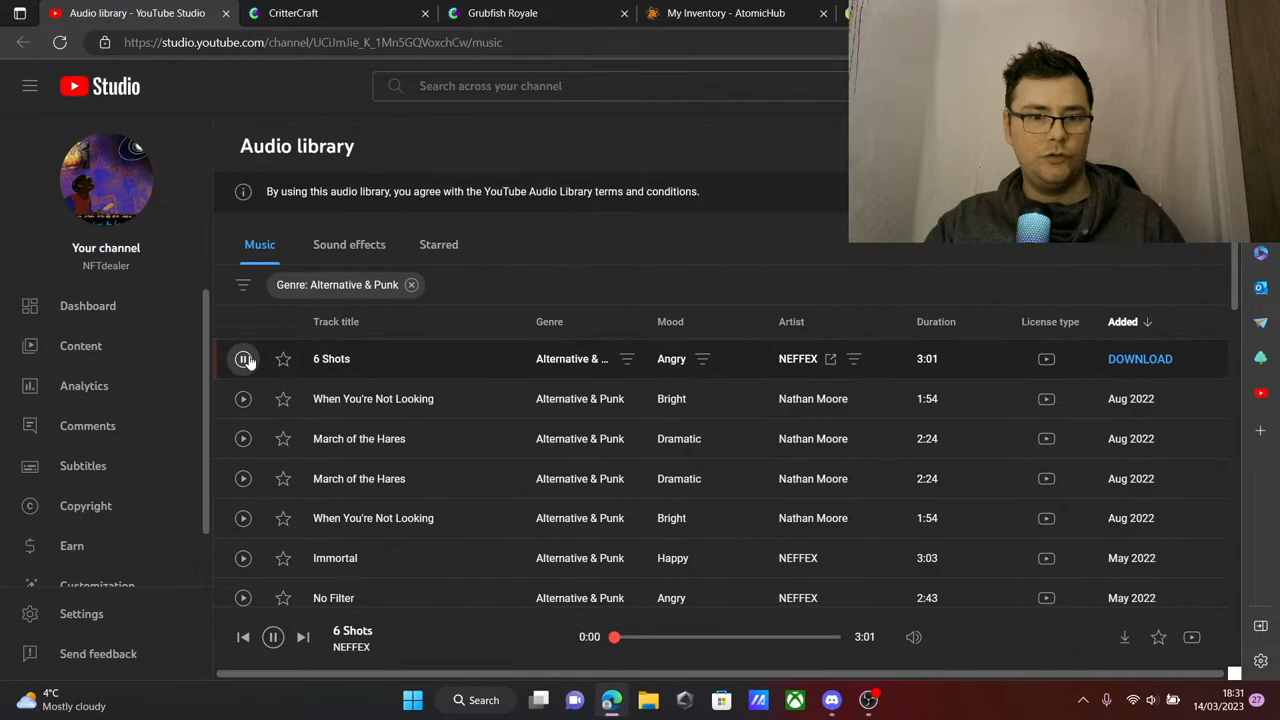 Audio library - YouTube Studio
CritterCraft
Grubfish Royale
My Inventory - AtomicHub
https://studio.youtube.com/channel/UCiJmJie_K_1Mn5GQVoxchCw/music
Studio
Search across your channel
Your channel
NFTdealer
Dashboard
Content
Analytics
Comments
Subtitles
Copyright
Earn
Customization
Settings
Send feedback
Audio library
By using this audio library, you agree with the YouTube Audio Library terms and conditions.
Music Sound effects Starred
Genre: Alternative & Punk
Track title Genre Mood Artist Duration License type Added
6 Shots Alternative & ... Angry NEFFEX 3:01 DOWNLOAD
When You're Not Looking Alternative & Punk Bright Nathan Moore 1:54 Aug 2022
March of the Hares Alternative & Punk Dramatic Nathan Moore 2:24 Aug 2022
March of the Hares Alternative & Punk Dramatic Nathan Moore 2:24 Aug 2022
When You're Not Looking Alternative & Punk Bright Nathan Moore 1:54 Aug 2022
Immortal Alternative & Punk Happy NEFFEX 3:03 May 2022
No Filter Alternative & Punk Angry NEFFEX 2:43 May 2022
6 Shots
NEFFEX
0:00 3:01
4°C
Mostly cloudy
Search
18:31
14/03/2023
27